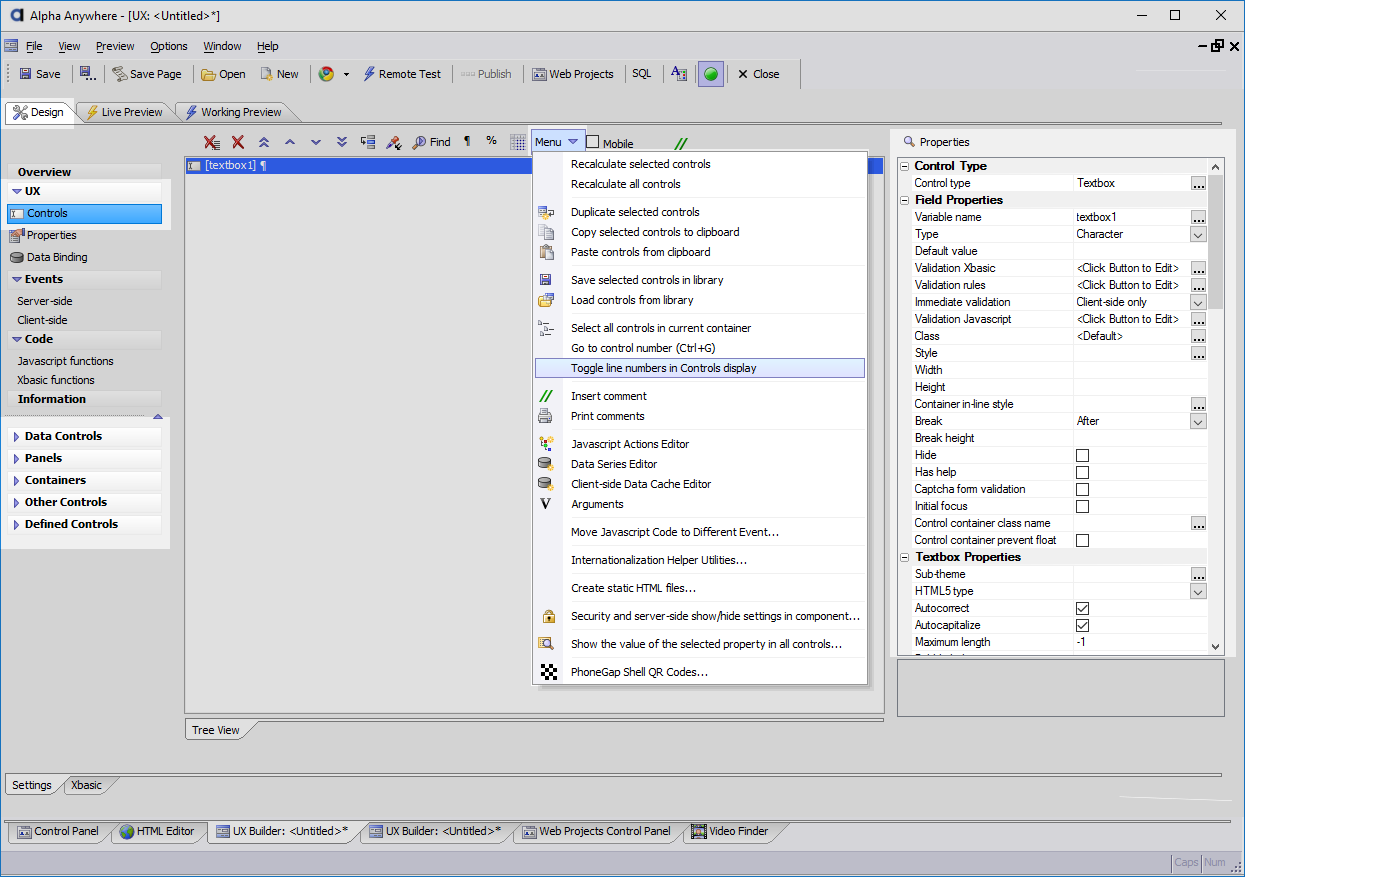 Alpha Anywhere - [UX: <Untitled>*]
File View Preview Options Window Help
Save Save Page Open New Remote Test Publish Web Projects SQL Close
Design Live Preview Working Preview
Find ¶ % Menu Mobile //
Overview
UX
Controls
Properties
Data Binding
Events
Server-side
Client-side
Code
Javascript functions
Xbasic functions
Information
Data Controls
Panels
Containers
Other Controls
Defined Controls
[textbox1] ¶
Recalculate selected controls
Recalculate all controls
Duplicate selected controls
Copy selected controls to clipboard
Paste controls from clipboard
Save selected controls in library
Load controls from library
Select all controls in current container
Go to control number (Ctrl+G)
Toggle line numbers in Controls display
Insert comment
Print comments
Javascript Actions Editor
Data Series Editor
Client-side Data Cache Editor
Arguments
Move Javascript Code to Different Event...
Internationalization Helper Utilities...
Create static HTML files...
Security and server-side show/hide settings in component...
Show the value of the selected property in all controls...
PhoneGap Shell QR Codes...
Properties
Control Type
Control type Textbox
Field Properties
Variable name textbox1
Type Character
Default value
Validation Xbasic <Click Button to Edit>
Validation rules <Click Button to Edit>
Immediate validation Client-side only
Validation Javascript <Click Button to Edit>
Class <Default>
Style
Width
Height
Container in-line style
Break After
Break height
Hide
Has help
Captcha form validation
Initial focus
Control container class name
Control container prevent float
Textbox Properties
Sub-theme
HTML5 type
Autocorrect
Autocapitalize
Maximum length -1
Tree View
Settings Xbasic
Control Panel HTML Editor UX Builder: <Untitled>* UX Builder: <Untitled>* Web Projects Control Panel Video Finder
Caps Num